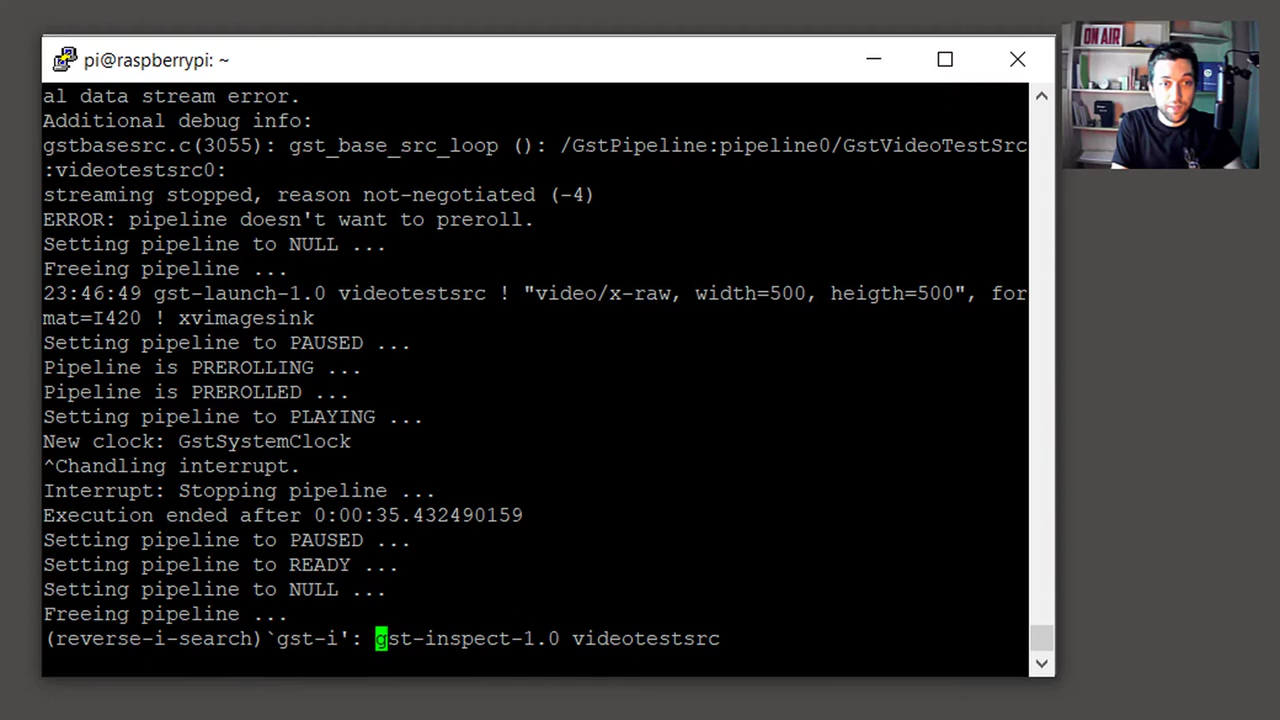 pi@raspberrypi: ~
ON AIR
al data stream error.
Additional debug info:
gstbasesrc.c(3055): gst_base_src_loop (): /GstPipeline:pipeline0/GstVideoTestSrc
:videotestsrc0:
streaming stopped, reason not-negotiated (-4)
ERROR: pipeline doesn't want to preroll.
Setting pipeline to NULL ...
Freeing pipeline ...
23:46:49 gst-launch-1.0 videotestsrc ! "video/x-raw, width=500, heigth=500", for
mat=I420 ! xvimagesink
Setting pipeline to PAUSED ...
Pipeline is PREROLLING ...
Pipeline is PREROLLED ...
Setting pipeline to PLAYING ...
New clock: GstSystemClock
^Chandling interrupt.
Interrupt: Stopping pipeline ...
Execution ended after 0:00:35.432490159
Setting pipeline to PAUSED ...
Setting pipeline to READY ...
Setting pipeline to NULL ...
Freeing pipeline ...
(reverse-i-search)`gst-i': gst-inspect-1.0 videotestsrc